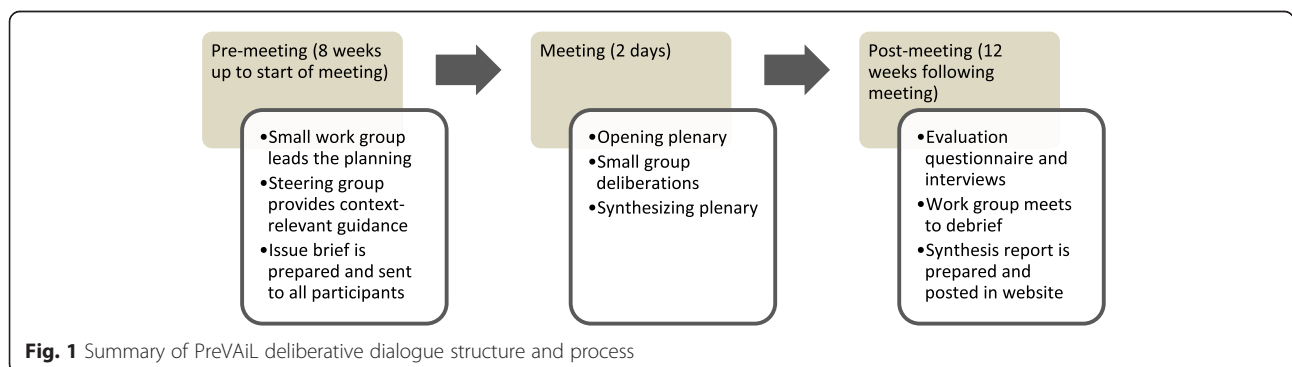 Pre-meeting (8 weeks
up to start of meeting)
•Small work group
leads the planning
•Steering group
provides context-
relevant guidance
•Issue brief is
prepared and sent
to all participants
Meeting (2 days)
•Opening plenary
•Small group
deliberations
•Synthesizing plenary
Post-meeting (12
weeks following
meeting)
•Evaluation
questionnaire and
interviews
•Work group meets
to debrief
•Synthesis report is
prepared and
posted in website
Fig. 1 Summary of PreVAiL deliberative dialogue structure and process